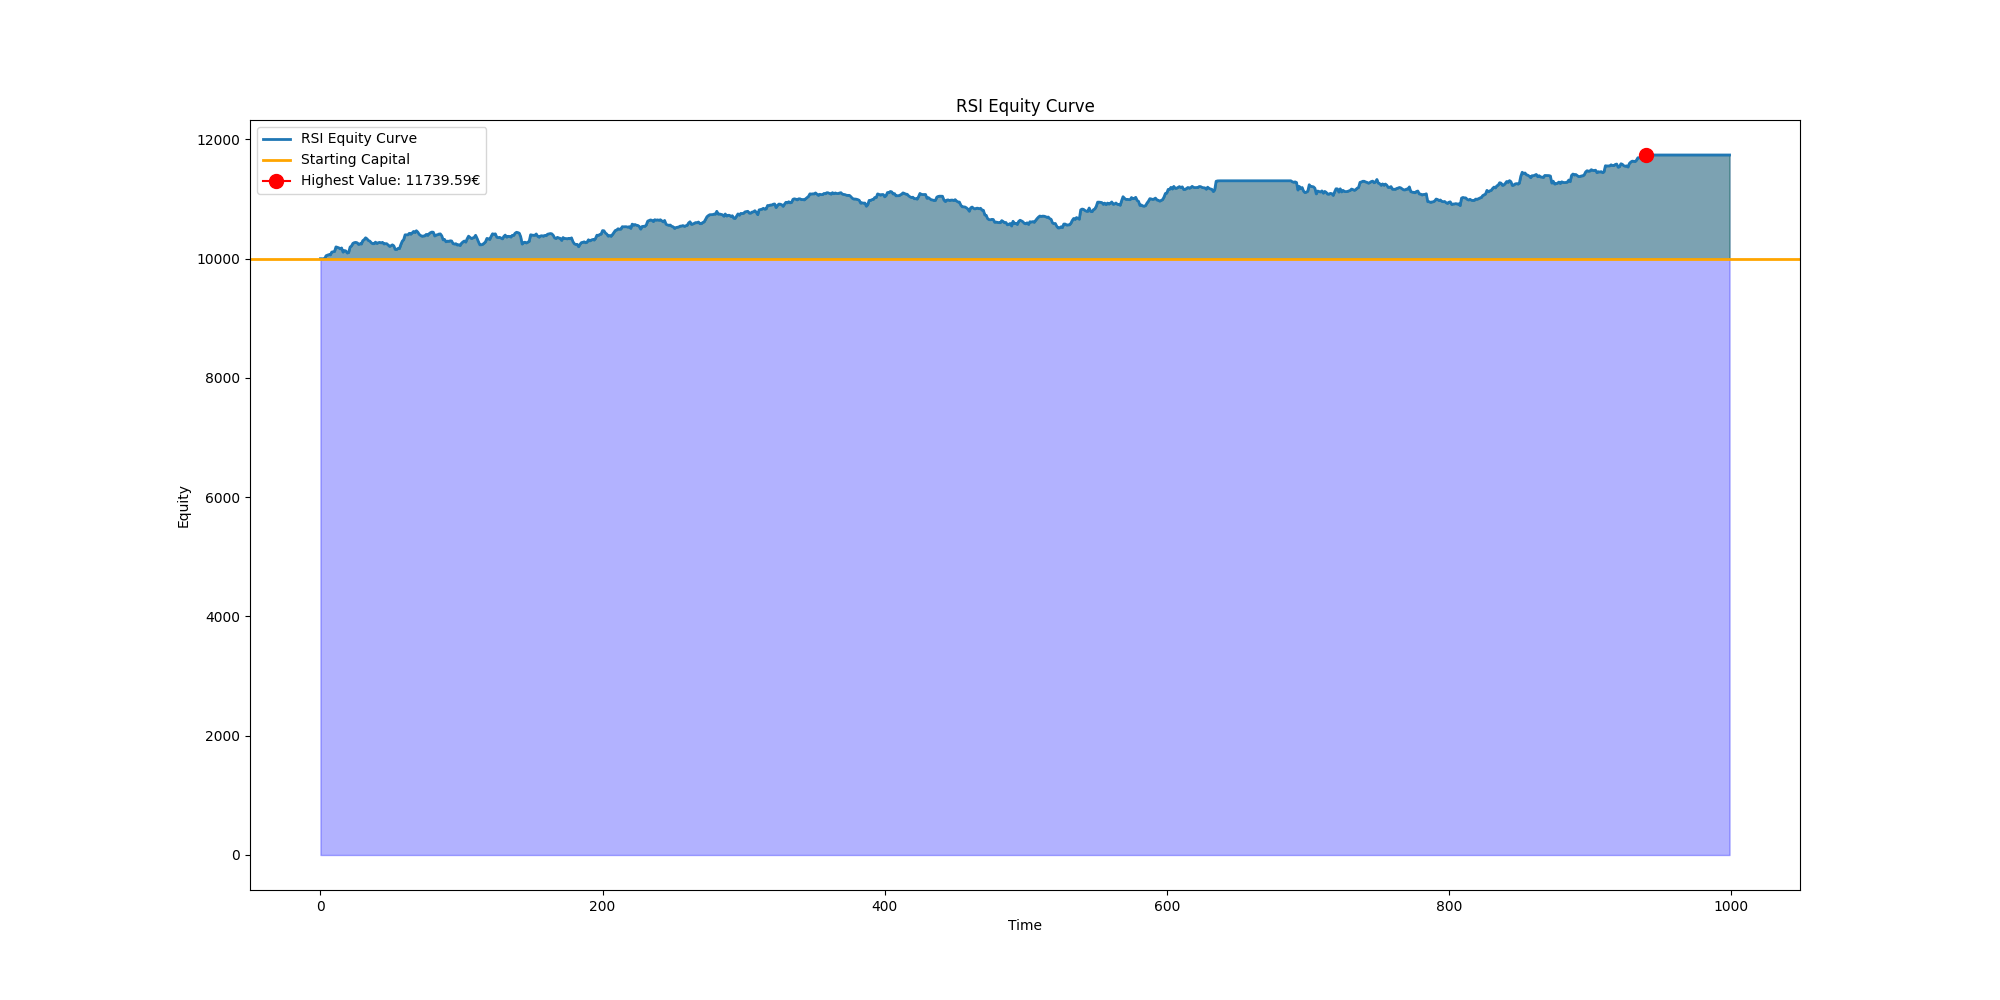 RSI Equity Curve
RSI Equity Curve
Starting Capital
Highest Value: 11739.59€
12000
10000
8000
6000
4000
2000
0
Equity
0 200 400 600 800 1000
Time